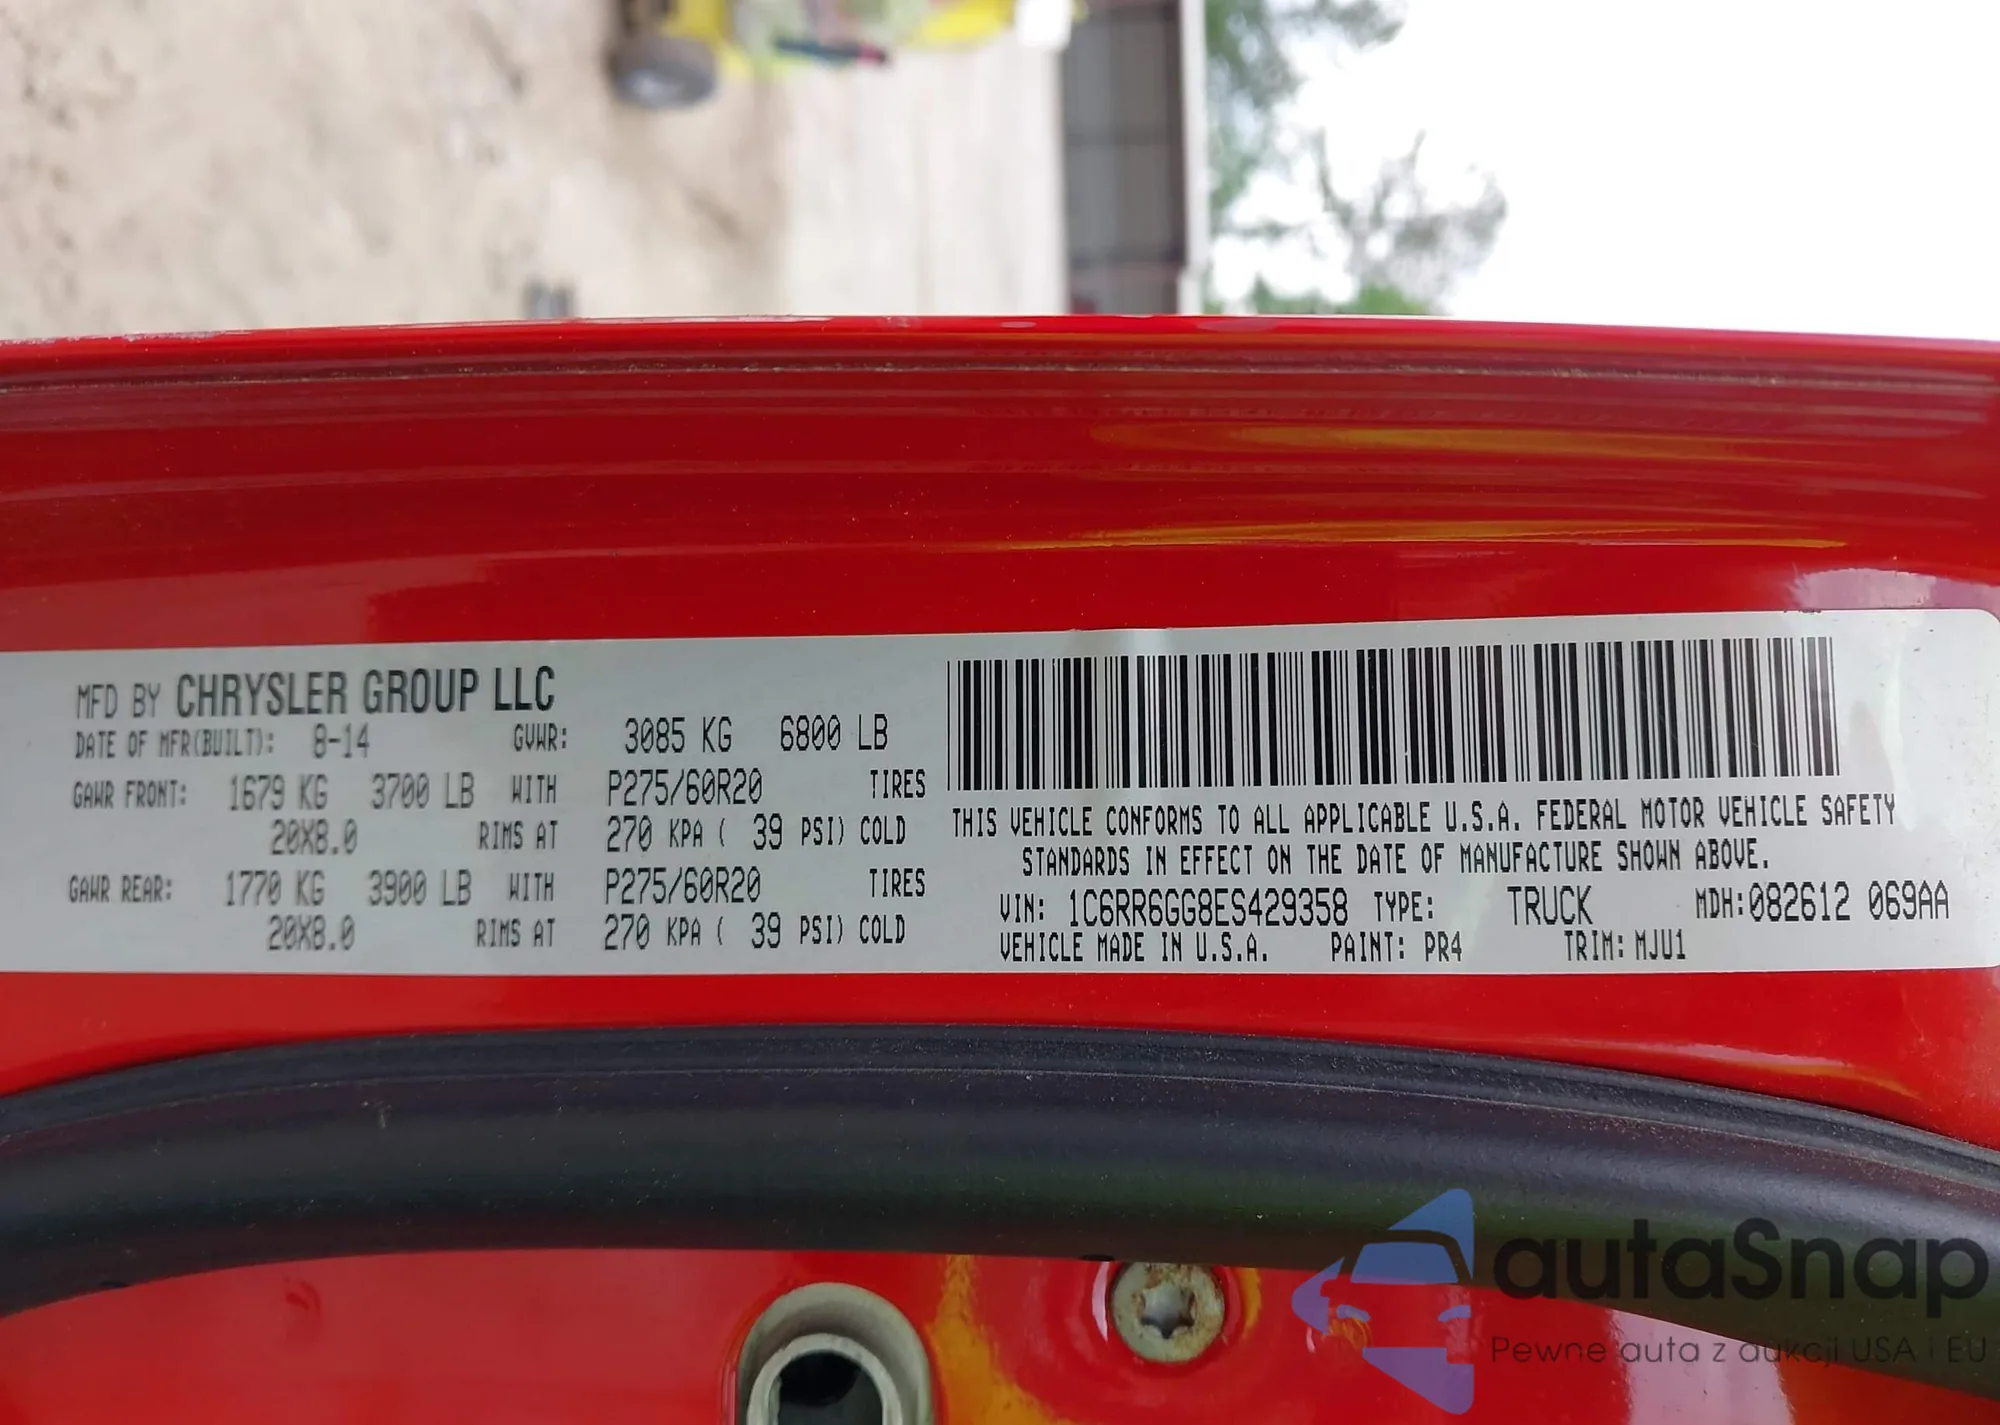 MFD BY CHRYSLER GROUP LLC
DATE OF MFR(BUILT): 8-14 GVWR: 3085 KG 6800 LB
GAWR FRONT: 1679 KG 3700 LB WITH P275/60R20 TIRES
20X8.0 RIMS AT 270 KPA ( 39 PSI) COLD
GAWR REAR: 1770 KG 3900 LB WITH P275/60R20 TIRES
20X8.0 RIMS AT 270 KPA ( 39 PSI) COLD
THIS VEHICLE CONFORMS TO ALL APPLICABLE U.S.A. FEDERAL MOTOR VEHICLE SAFETY
STANDARDS IN EFFECT ON THE DATE OF MANUFACTURE SHOWN ABOVE.
VIN: 1C6RR6GG8ES429358 TYPE: TRUCK MDH:082612 069AA
VEHICLE MADE IN U.S.A. PAINT: PR4 TRIM: MJU1
autaSnap
Pewne auta z aukcji USA i EU